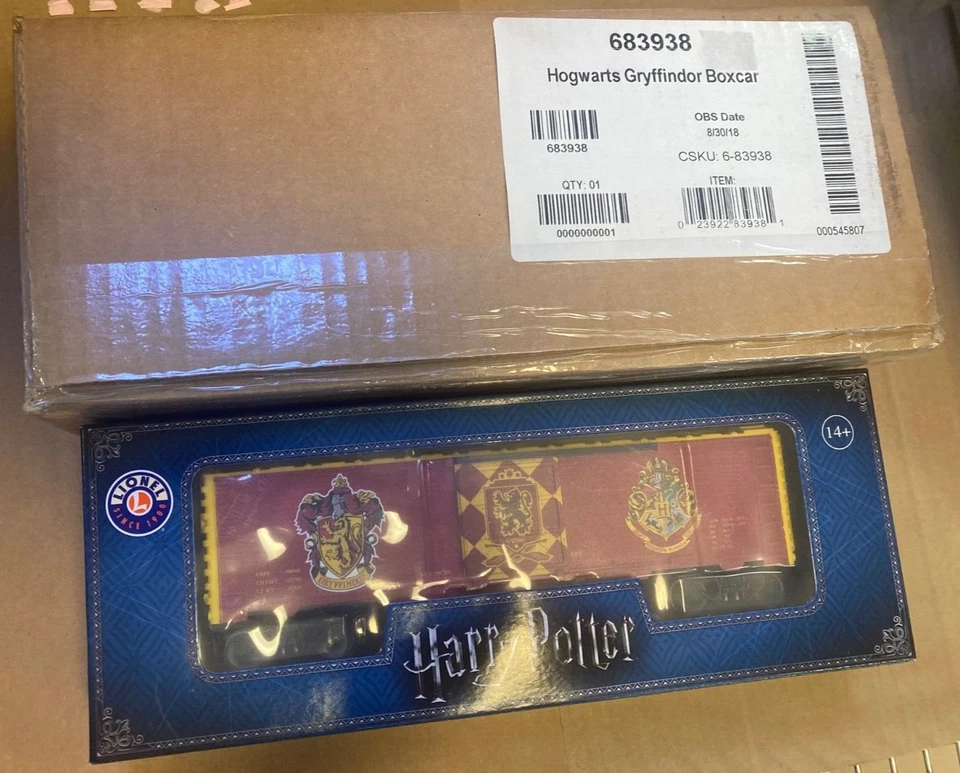 683938
Hogwarts Gryffindor Boxcar
OBS Date
8/30/18
683938
CSKU: 6-83938
QTY: 01
ITEM:
0000000001
0 23922 83938 1
000545807
14+
LIONEL
L
SINCE 1900
GRYFFINDOR
H
Harry Potter